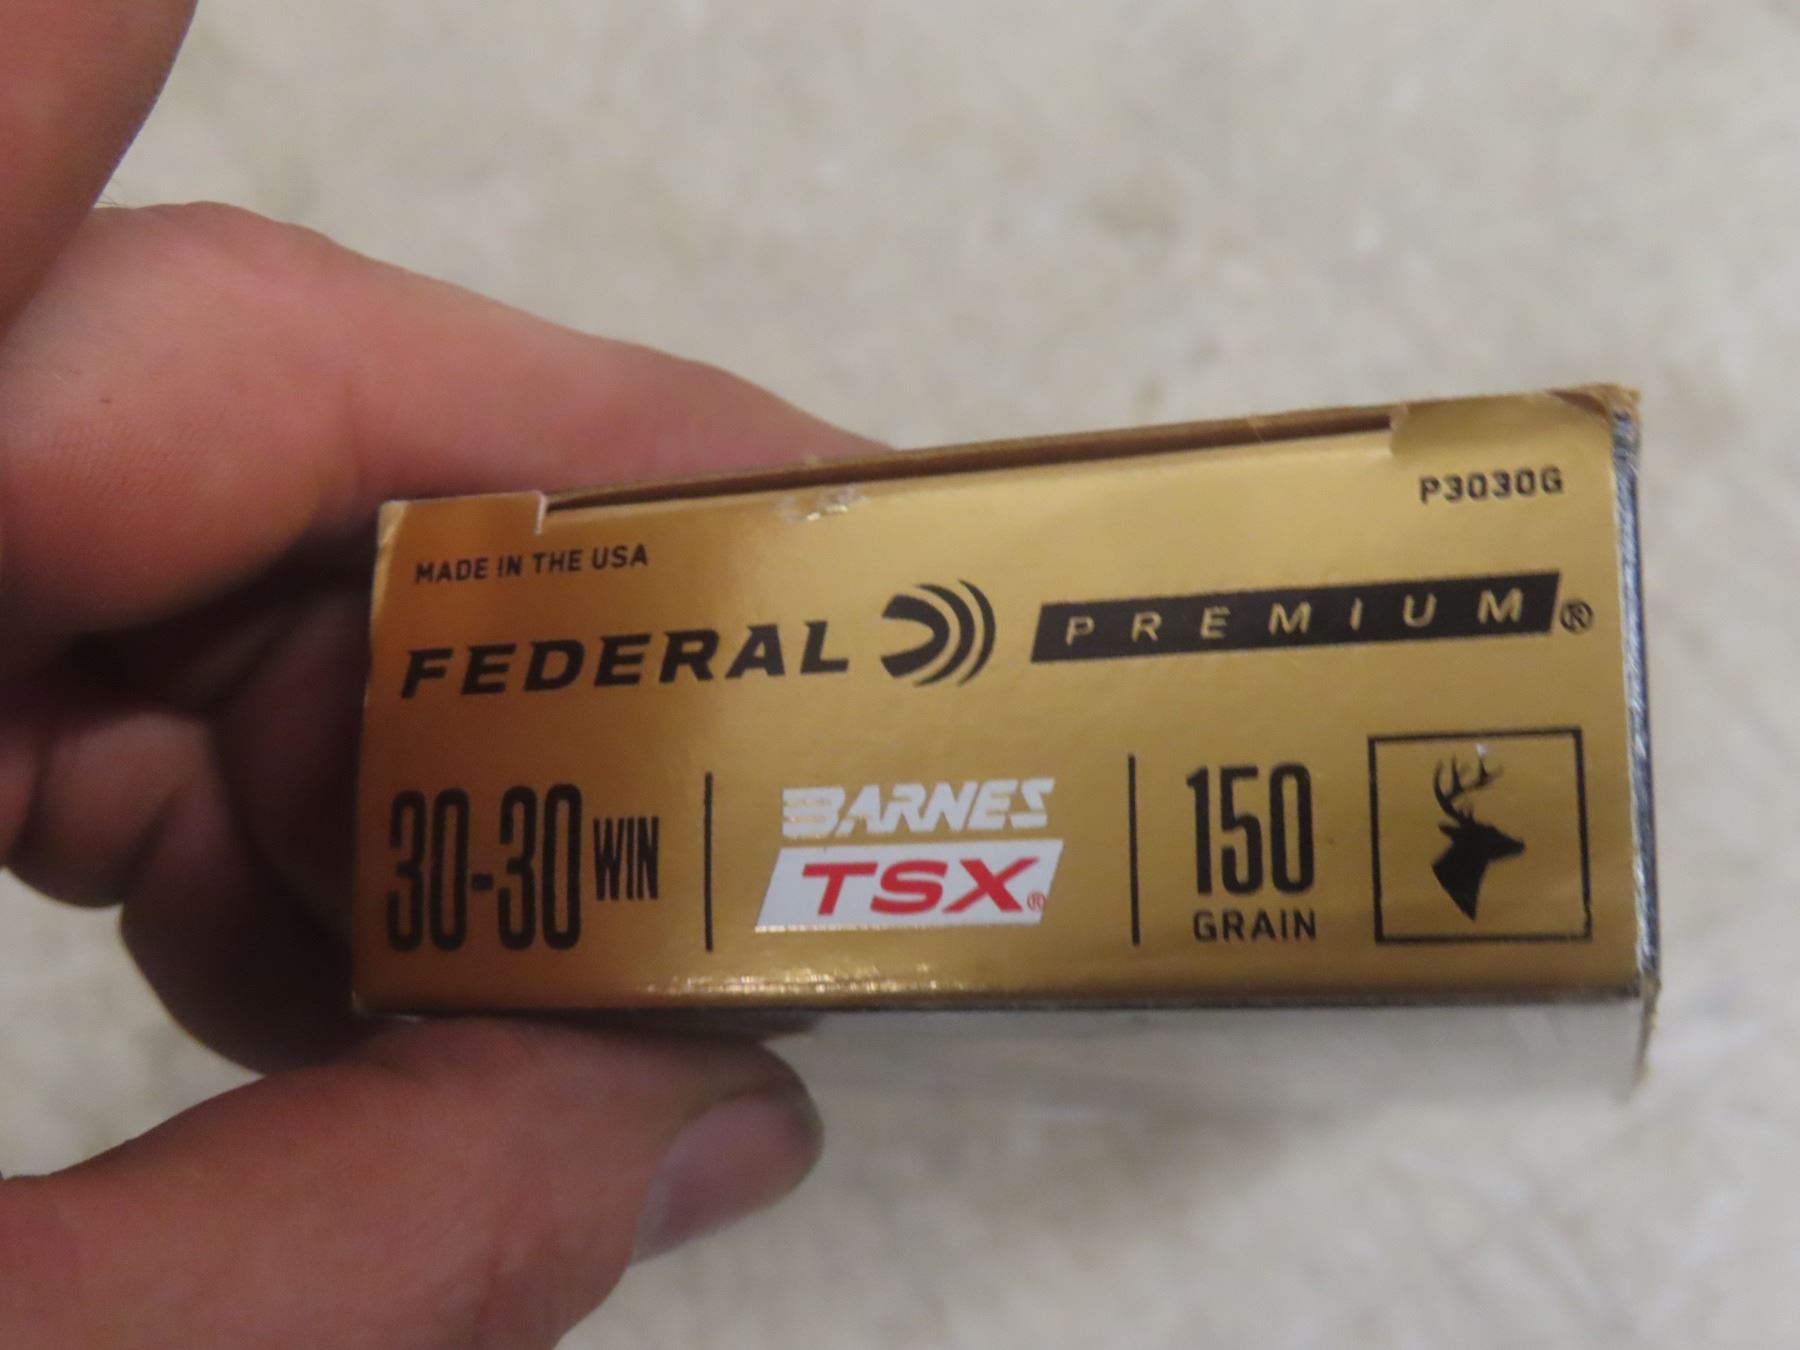 P3030G
MADE IN THE USA
FEDERAL PREMIUM®
30-30 WIN
BARNES
TSX®
150
GRAIN